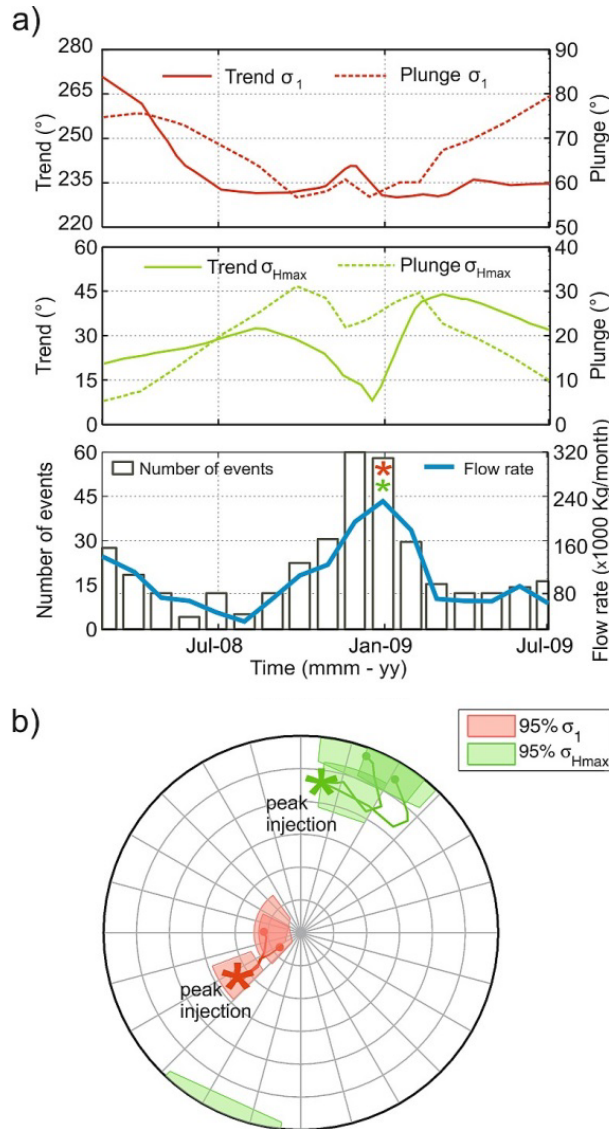 a)
280
265
250
235
220
Trend (°)
Trend σ1
Plunge σ1
90
80
70
60
50
Plunge (°)
60
45
30
15
0
Trend (°)
Trend σHmax
Plunge σHmax
40
30
20
10
0
Plunge (°)
60
45
30
15
0
Number of events
Number of events
Flow rate
*
*
320
240
160
80
Flow rate (x1000 Kg/month)
Jul-08
Jan-09
Jul-09
Time (mmm - yy)
b)
95% σ1
95% σHmax
*
peak
injection
*
peak
injection